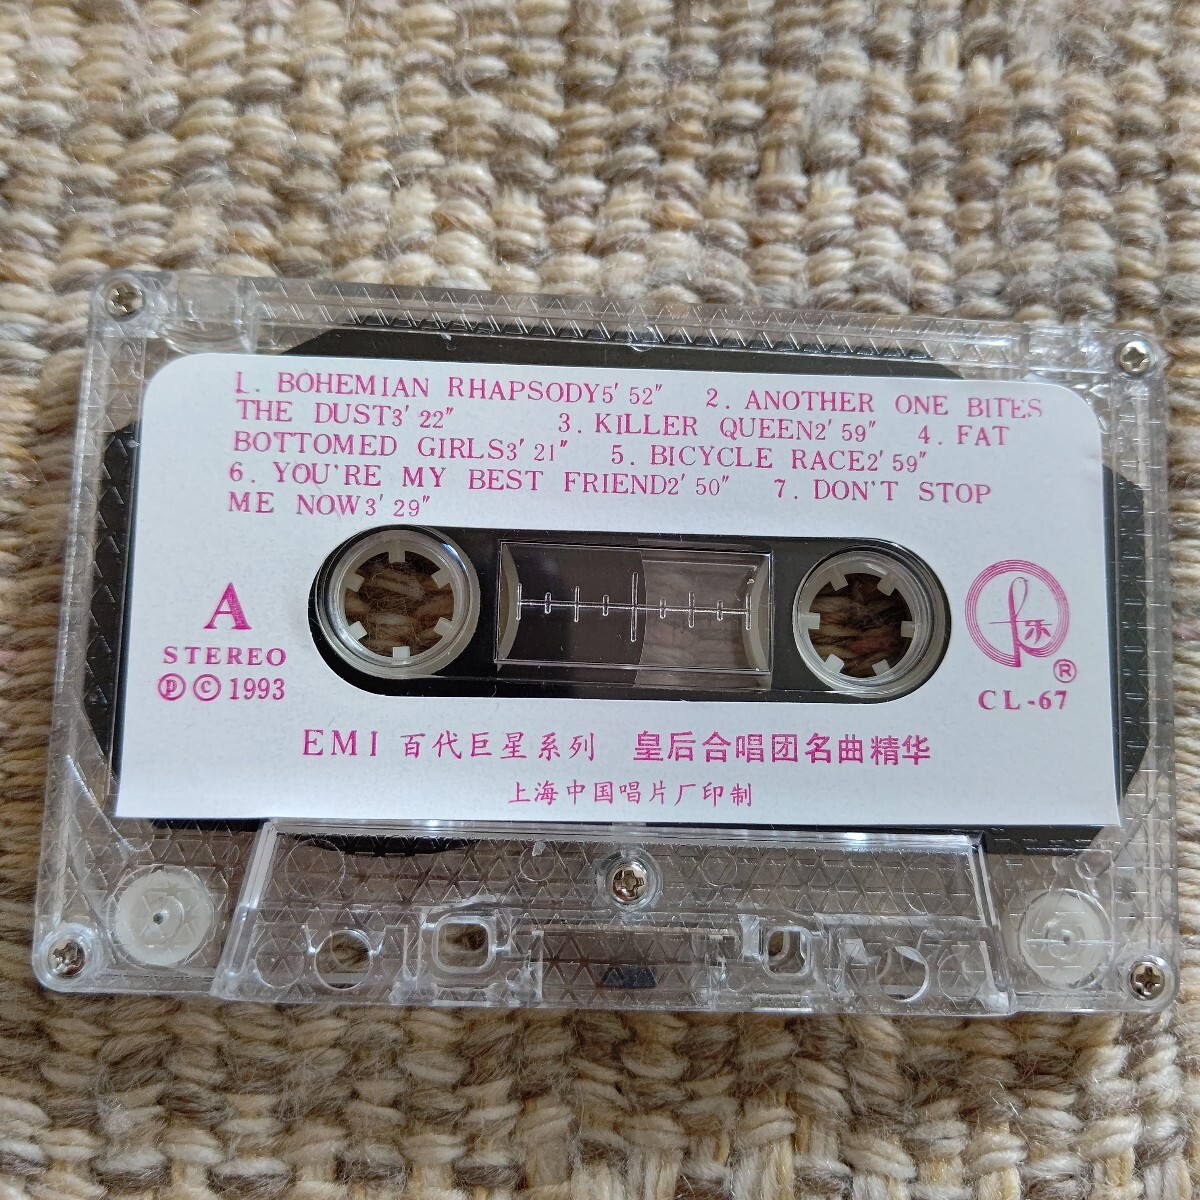 1. BOHEMIAN RHAPSODY5′52″ 2. ANOTHER ONE BITES
THE DUST3′22″ 3. KILLER QUEEN2′59″ 4. FAT
BOTTOMED GIRLS3′21″ 5. BICYCLE RACE2′59″
6. YOU'RE MY BEST FRIEND2′50″ 7. DON'T STOP
ME NOW3′29″
A
STEREO
Ⓟ © 1993
乐
®
CL-67
EMI 百代巨星系列 皇后合唱团名曲精华
上海中国唱片厂印制